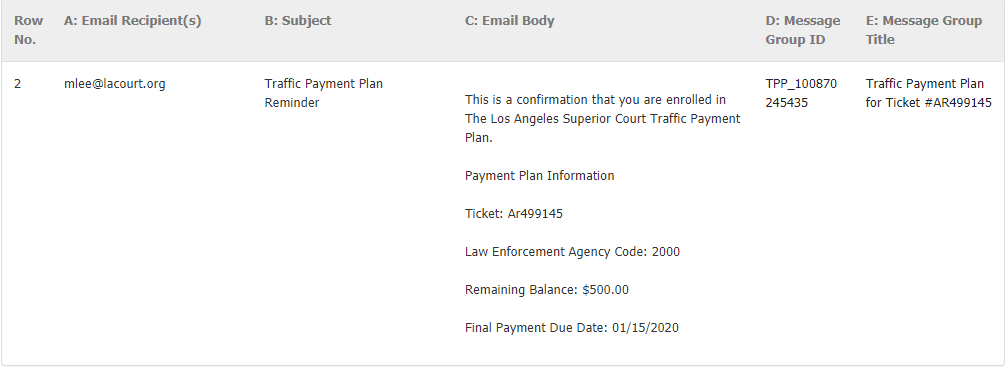 Row No.
A: Email Recipient(s)
B: Subject
C: Email Body
D: Message Group ID
E: Message Group Title
2
mlee@lacourt.org
Traffic Payment Plan
Reminder
This is a confirmation that you are enrolled in
The Los Angeles Superior Court Traffic Payment
Plan.
Payment Plan Information
Ticket: Ar499145
Law Enforcement Agency Code: 2000
Remaining Balance: $500.00
Final Payment Due Date: 01/15/2020
TPP_100870
245435
Traffic Payment Plan
for Ticket #AR499145